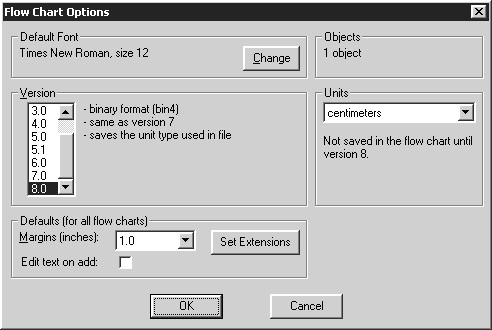 Flow Chart Options
Default Font
Times New Roman, size 12
Change
Objects
1 object
Version
3.0
4.0
5.0
5.1
6.0
7.0
8.0
- binary format (bin4)
- same as version 7
- saves the unit type used in file
Units
centimeters
Not saved in the flow chart until
version 8.
Defaults (for all flow charts)
Margins (inches):
1.0
Set Extensions
Edit text on add:
OK
Cancel